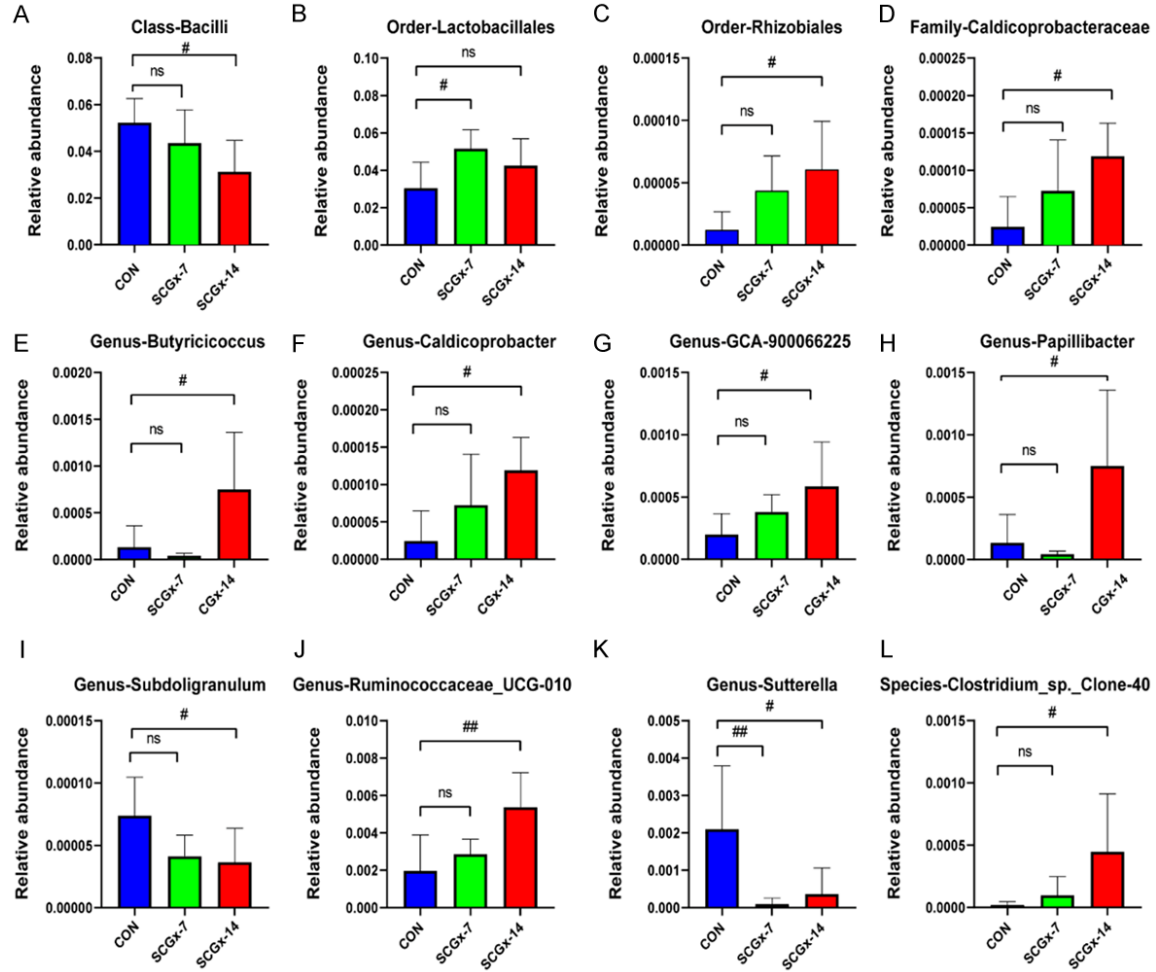 A
Class-Bacilli
Relative abundance
0.08
0.06
0.04
0.02
0.00
#
ns
CON
SCGx-7
SCGx-14
B
Order-Lactobacillales
Relative abundance
0.10
0.08
0.06
0.04
0.02
0.00
ns
#
CON
SCGx-7
SCGx-14
C
Order-Rhizobiales
Relative abundance
0.00015
0.00010
0.00005
0.00000
#
ns
CON
SCGx-7
SCGx-14
D
Family-Caldicoprobacteraceae
Relative abundance
0.00025
0.00020
0.00015
0.00010
0.00005
0.00000
#
ns
CON
SCGx-7
SCGx-14
E
Genus-Butyricicoccus
Relative abundance
0.0020
0.0015
0.0010
0.0005
0.0000
#
ns
CON
SCGx-7
CGx-14
F
Genus-Caldicoprobacter
Relative abundance
0.00025
0.00020
0.00015
0.00010
0.00005
0.00000
#
ns
CON
SCGx-7
CGx-14
G
Genus-GCA-900066225
Relative abundance
0.0015
0.0010
0.0005
0.0000
#
ns
CON
SCGx-7
CGx-14
H
Genus-Papillibacter
Relative abundance
0.0015
0.0010
0.0005
0.0000
#
ns
CON
SCGx-7
CGx-14
I
Genus-Subdoligranulum
Relative abundance
0.00015
0.00010
0.00005
0.00000
#
ns
CON
SCGx-7
SCGx-14
J
Genus-Ruminococcaceae_UCG-010
Relative abundance
0.010
0.008
0.006
0.004
0.002
0.000
##
ns
CON
SCGx-7
SCGx-14
K
Genus-Sutterella
Relative abundance
0.005
0.004
0.003
0.002
0.001
0.000
#
##
CON
SCGx-7
SCGx-14
L
Species-Clostridium_sp._Clone-40
Relative abundance
0.0015
0.0010
0.0005
0.0000
#
ns
CON
SCGx-7
SCGx-14